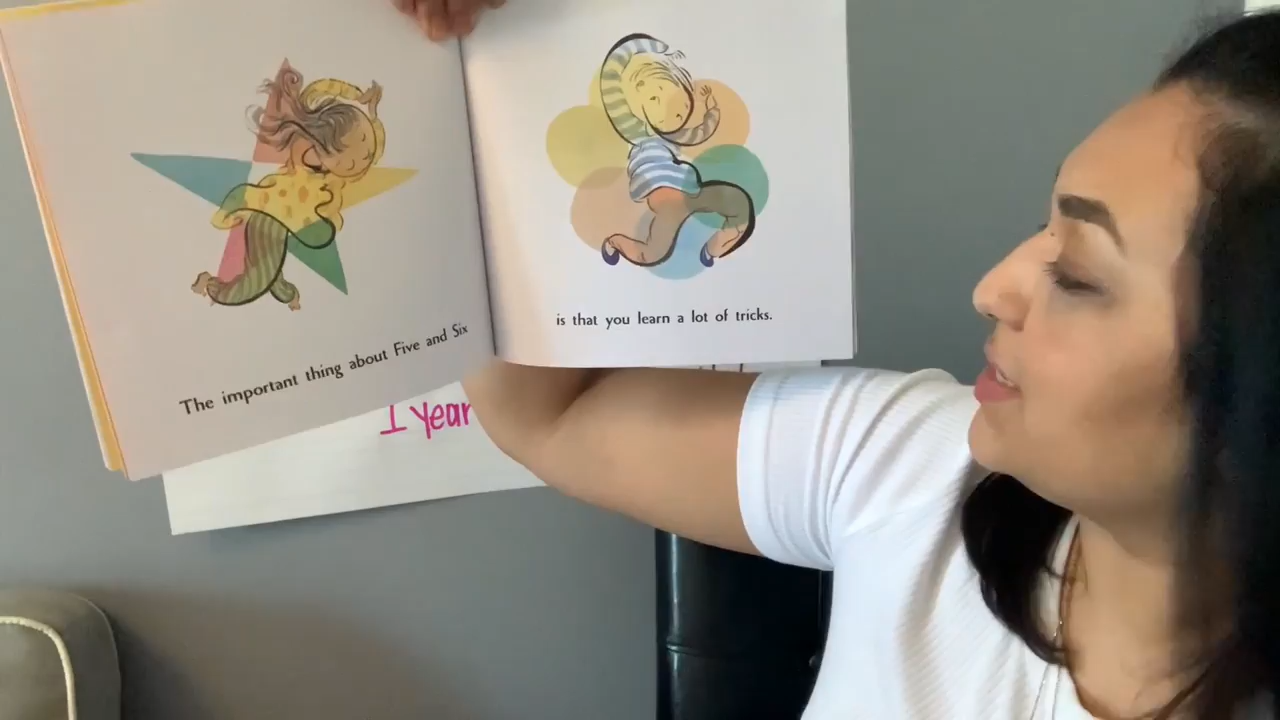 The important thing about Five and Six
is that you learn a lot of tricks.
1 Year